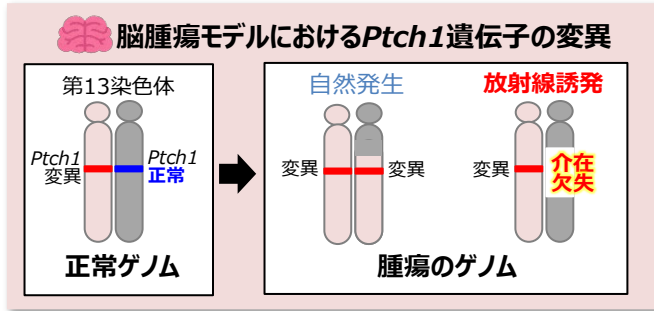 脳腫瘍モデルにおけるPtch1遺伝子の変異
第13染色体
Ptch1
変異
Ptch1
正常
正常ゲノム
自然発生
放射線誘発
変異
変異
変異
介在
欠失
腫瘍のゲノム